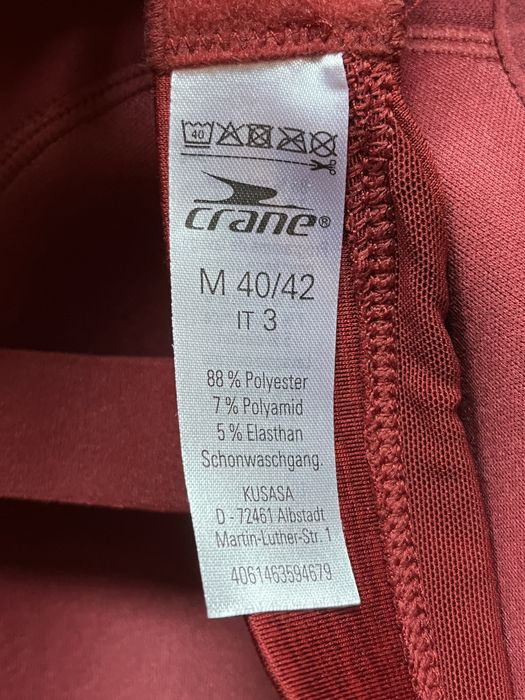 40
crane®
M 40/42
IT 3
88 % Polyester
7 % Polyamid
5 % Elasthan
Schonwaschgang.
KUSASA
D - 72461 Albstadt
Martin-Luther-Str. 1
4061463594679